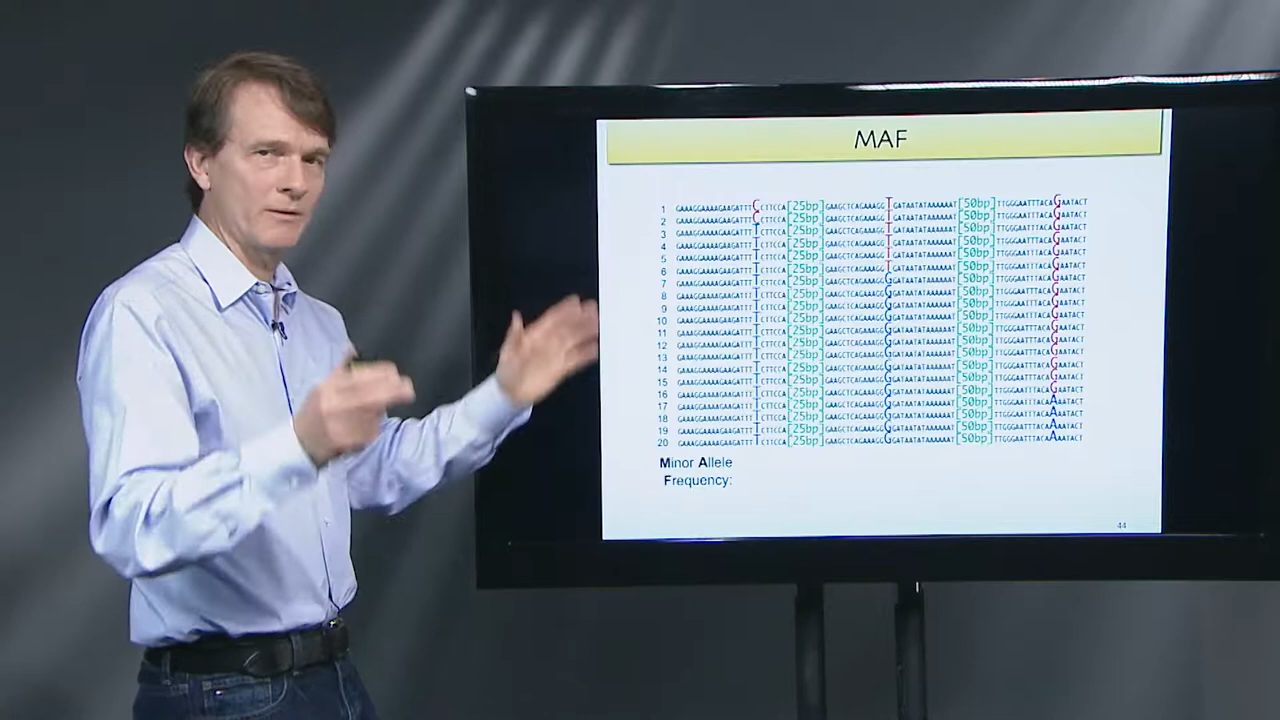 MAF
1 GAAAGGAAAAGAAGATTTCCTTCCA[25bp]GAAGCTCAGAAAGGTGATAATATAAAAAAT[50bp]TTGGGAATTTACAGAATACT
2 GAAAGGAAAAGAAGATTTCCTTCCA[25bp]GAAGCTCAGAAAGGTGATAATATAAAAAAT[50bp]TTGGGAATTTACAGAATACT
3 GAAAGGAAAAGAAGATTTTCTTCCA[25bp]GAAGCTCAGAAAGGTGATAATATAAAAAAT[50bp]TTGGGAATTTACAGAATACT
4 GAAAGGAAAAGAAGATTTTCTTCCA[25bp]GAAGCTCAGAAAGGTGATAATATAAAAAAT[50bp]TTGGGAATTTACAGAATACT
5 GAAAGGAAAAGAAGATTTTCTTCCA[25bp]GAAGCTCAGAAAGGTGATAATATAAAAAAT[50bp]TTGGGAATTTACAGAATACT
6 GAAAGGAAAAGAAGATTTTCTTCCA[25bp]GAAGCTCAGAAAGGTGATAATATAAAAAAT[50bp]TTGGGAATTTACAGAATACT
7 GAAAGGAAAAGAAGATTTTCTTCCA[25bp]GAAGCTCAGAAAGGGGATAATATAAAAAAT[50bp]TTGGGAATTTACAGAATACT
8 GAAAGGAAAAGAAGATTTTCTTCCA[25bp]GAAGCTCAGAAAGGGGATAATATAAAAAAT[50bp]TTGGGAATTTACAGAATACT
9 GAAAGGAAAAGAAGATTTTCTTCCA[25bp]GAAGCTCAGAAAGGGGATAATATAAAAAAT[50bp]TTGGGAATTTACAGAATACT
10 GAAAGGAAAAGAAGATTTTCTTCCA[25bp]GAAGCTCAGAAAGGGGATAATATAAAAAAT[50bp]TTGGGAATTTACAGAATACT
11 GAAAGGAAAAGAAGATTTTCTTCCA[25bp]GAAGCTCAGAAAGGGGATAATATAAAAAAT[50bp]TTGGGAATTTACAGAATACT
12 GAAAGGAAAAGAAGATTTTCTTCCA[25bp]GAAGCTCAGAAAGGGGATAATATAAAAAAT[50bp]TTGGGAATTTACAGAATACT
13 GAAAGGAAAAGAAGATTTTCTTCCA[25bp]GAAGCTCAGAAAGGGGATAATATAAAAAAT[50bp]TTGGGAATTTACAGAATACT
14 GAAAGGAAAAGAAGATTTTCTTCCA[25bp]GAAGCTCAGAAAGGGGATAATATAAAAAAT[50bp]TTGGGAATTTACAGAATACT
15 GAAAGGAAAAGAAGATTTTCTTCCA[25bp]GAAGCTCAGAAAGGGGATAATATAAAAAAT[50bp]TTGGGAATTTACAGAATACT
16 GAAAGGAAAAGAAGATTTTCTTCCA[25bp]GAAGCTCAGAAAGGGGATAATATAAAAAAT[50bp]TTGGGAATTTACAGAATACT
17 GAAAGGAAAAGAAGATTTTCTTCCA[25bp]GAAGCTCAGAAAGGGGATAATATAAAAAAT[50bp]TTGGGAATTTACAAAATACT
18 GAAAGGAAAAGAAGATTTTCTTCCA[25bp]GAAGCTCAGAAAGGGGATAATATAAAAAAT[50bp]TTGGGAATTTACAAAATACT
19 GAAAGGAAAAGAAGATTTTCTTCCA[25bp]GAAGCTCAGAAAGGGGATAATATAAAAAAT[50bp]TTGGGAATTTACAAAATACT
20 GAAAGGAAAAGAAGATTTTCTTCCA[25bp]GAAGCTCAGAAAGGGGATAATATAAAAAAT[50bp]TTGGGAATTTACAAAATACT
Minor Allele
Frequency:
44